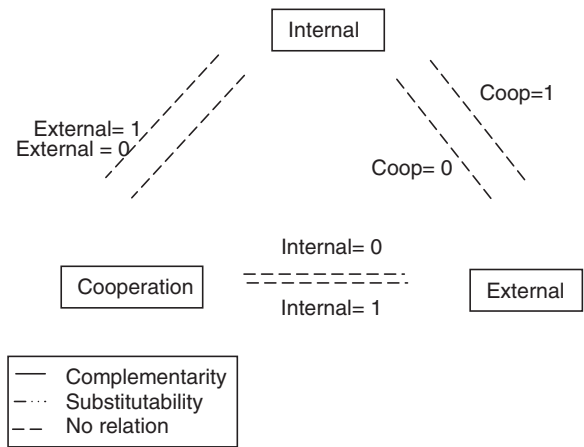 Internal
Coop=1
External= 1
External = 0
Coop= 0
Internal= 0
Cooperation
External
Internal= 1
Complementarity
Substitutability
No relation